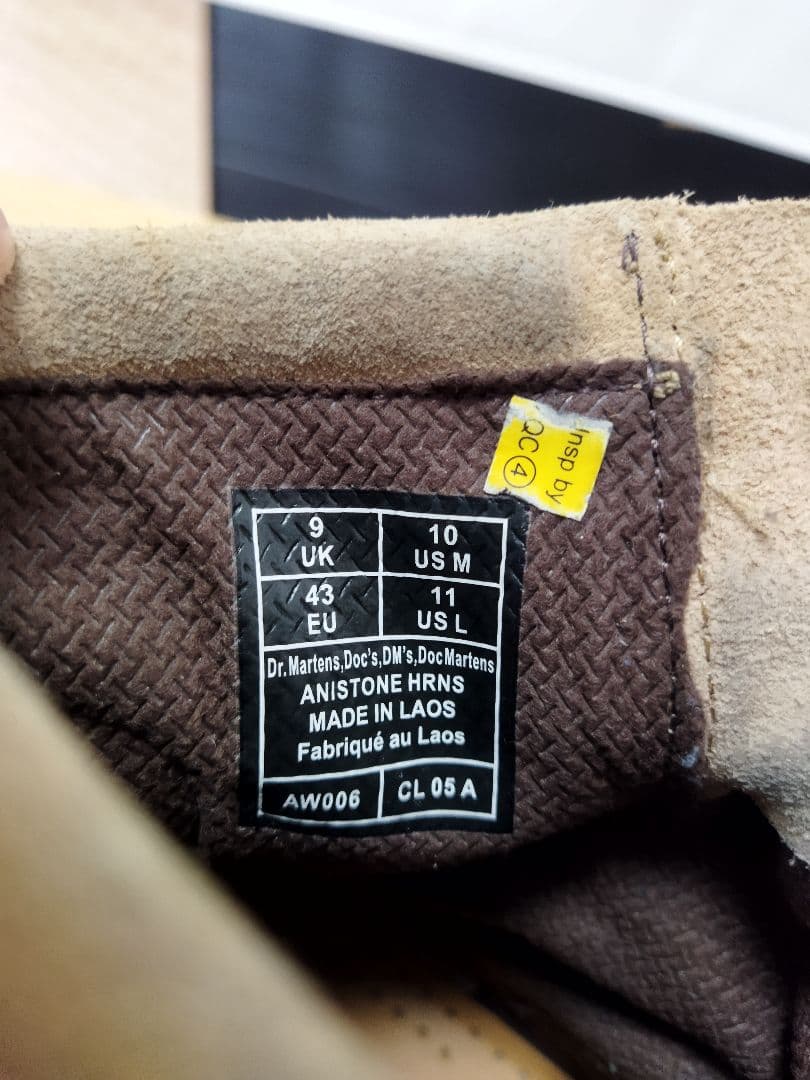 Insp by
QC 4
9 10
UK US M
43 11
EU US L
Dr.Martens,Doc's,DM's,DocMartens
ANISTONE HRNS
MADE IN LAOS
Fabriqué au Laos
AW006 CL 05 A